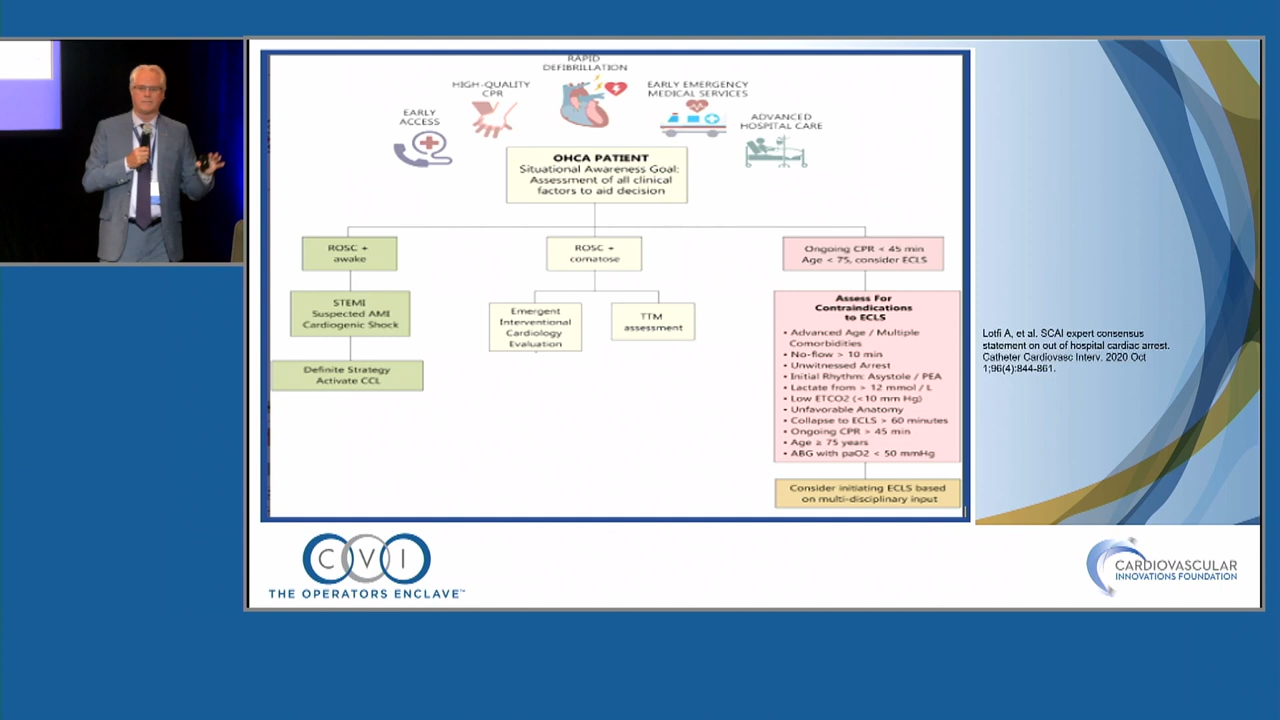 RAPID
DEFIBRILLATION
HIGH-QUALITY
CPR
EARLY EMERGENCY
MEDICAL SERVICES
EARLY
ACCESS
ADVANCED
HOSPITAL CARE
OHCA PATIENT
Situational Awareness Goal:
Assessment of all clinical
factors to aid decision
ROSC +
awake
ROSC +
comatose
Ongoing CPR < 45 min
Age < 75, consider ECLS
STEMI
Suspected AMI
Cardiogenic Shock
Emergent
Interventional
Cardiology
Evaluation
TTM
assessment
Definite Strategy
Activate CCL
Assess For
Contraindications
to ECLS
• Advanced Age / Multiple
Comorbidities
• No-flow > 10 min
• Unwitnessed Arrest
• Initial Rhythm: Asystole / PEA
• Lactate from > 12 mmol / L
• Low ETCO2 (<10 mm Hg)
• Unfavorable Anatomy
• Collapse to ECLS > 60 minutes
• Ongoing CPR > 45 min
• Age ≥ 75 years
• ABG with paO2 < 50 mmHg
Consider initiating ECLS based
on multi-disciplinary input
Lotfi A, et al. SCAI expert consensus
statement on out of hospital cardiac arrest.
Catheter Cardiovasc Interv. 2020 Oct
1;96(4):844-861.
CVI
THE OPERATORS ENCLAVE™
CARDIOVASCULAR
INNOVATIONS FOUNDATION